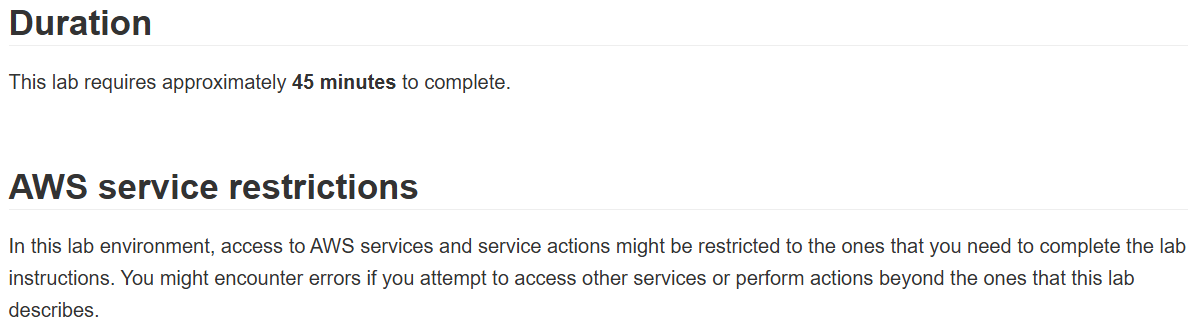 Duration
This lab requires approximately 45 minutes to complete.
AWS service restrictions
In this lab environment, access to AWS services and service actions might be restricted to the ones that you need to complete the lab
instructions. You might encounter errors if you attempt to access other services or perform actions beyond the ones that this lab
describes.